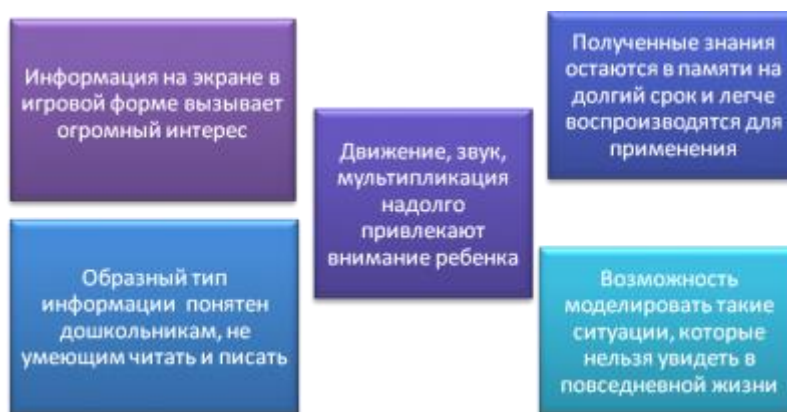 Информация на экране в
игровой форме вызывает
огромный интерес
Образный тип
информации понятен
дошкольникам, не
умеющим читать и писать
Движение, звук,
мультипликация
надолго
привлекают
внимание ребенка
Полученные знания
остаются в памяти на
долгий срок и легче
воспроизводятся для
применения
Возможность
моделировать такие
ситуации, которые
нельзя увидеть в
повседневной жизни